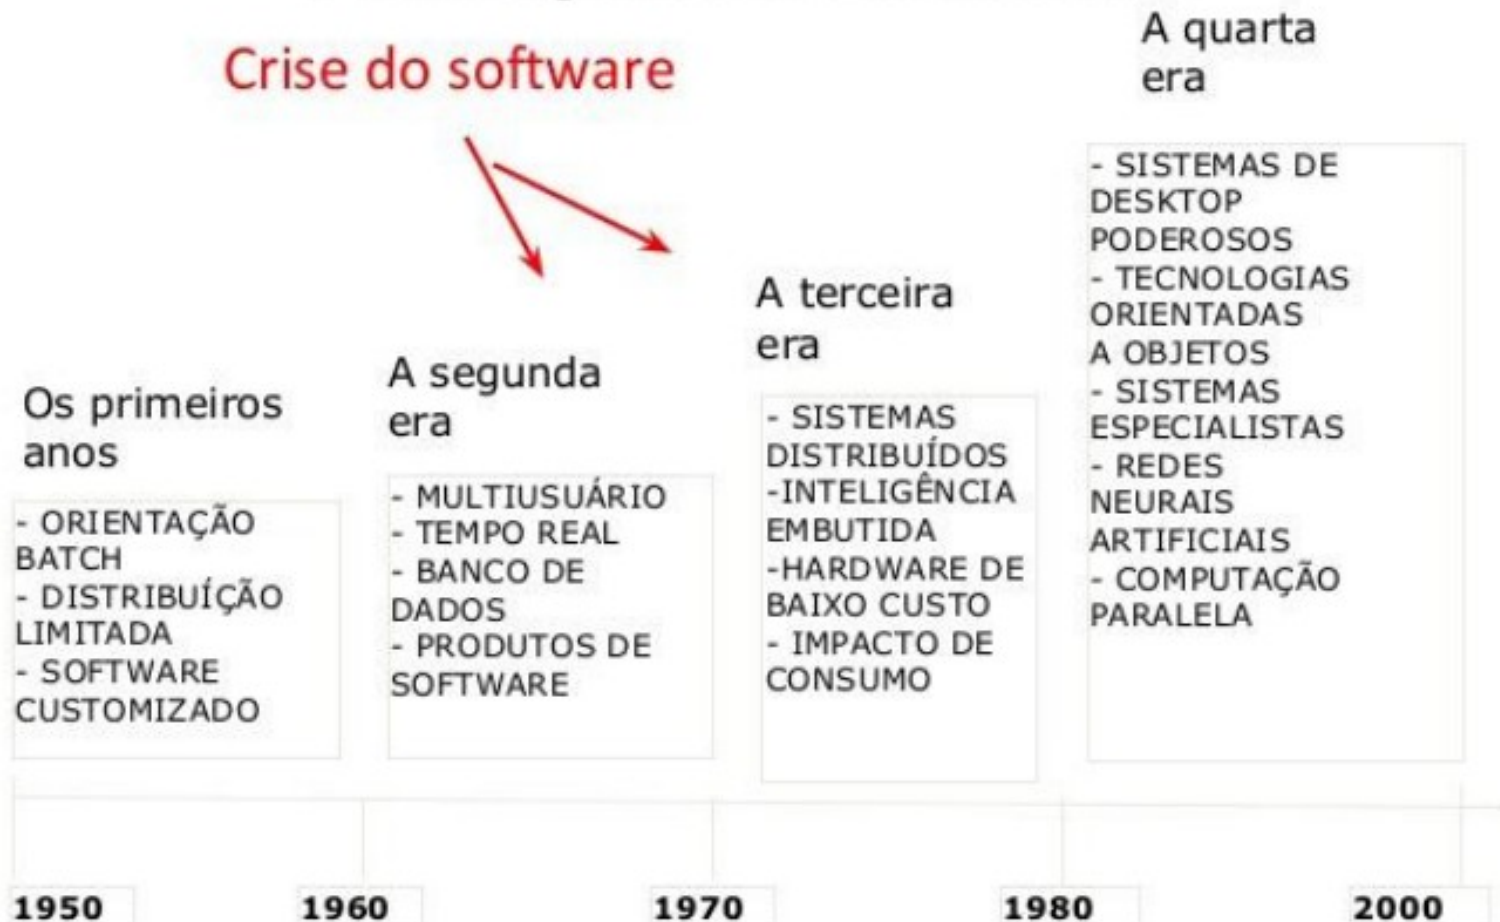 Crise do software
A quarta
era
- SISTEMAS DE
DESKTOP
PODEROSOS
- TECNOLOGIAS
ORIENTADAS
A OBJETOS
- SISTEMAS
ESPECIALISTAS
- REDES
NEURAIS
ARTIFICIAIS
- COMPUTAÇÃO
PARALELA
A terceira
era
- SISTEMAS
DISTRIBUÍDOS
-INTELIGÊNCIA
EMBUTIDA
-HARDWARE DE
BAIXO CUSTO
- IMPACTO DE
CONSUMO
A segunda
era
- MULTIUSUÁRIO
- TEMPO REAL
- BANCO DE
DADOS
- PRODUTOS DE
SOFTWARE
Os primeiros
anos
- ORIENTAÇÃO
BATCH
- DISTRIBUÍÇÃO
LIMITADA
- SOFTWARE
CUSTOMIZADO
1950 1960 1970 1980 2000